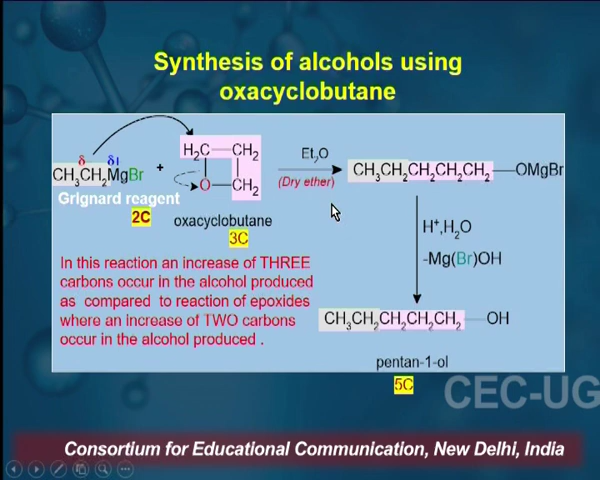 Synthesis of alcohols using
oxacyclobutane
δ δ+
CH₃CH₂MgBr + H₂C CH₂
O CH₂
Et₂O
(Dry ether)
CH₃CH₂CH₂CH₂CH₂ OMgBr
Grignard reagent
2C
oxacyclobutane
3C
H⁺,H₂O
-Mg(Br)OH
In this reaction an increase of THREE
carbons occur in the alcohol produced
as compared to reaction of epoxides
where an increase of TWO carbons
occur in the alcohol produced .
CH₃CH₂CH₂CH₂CH₂ OH
pentan-1-ol
5C
CEC-UG
Consortium for Educational Communication, New Delhi, India